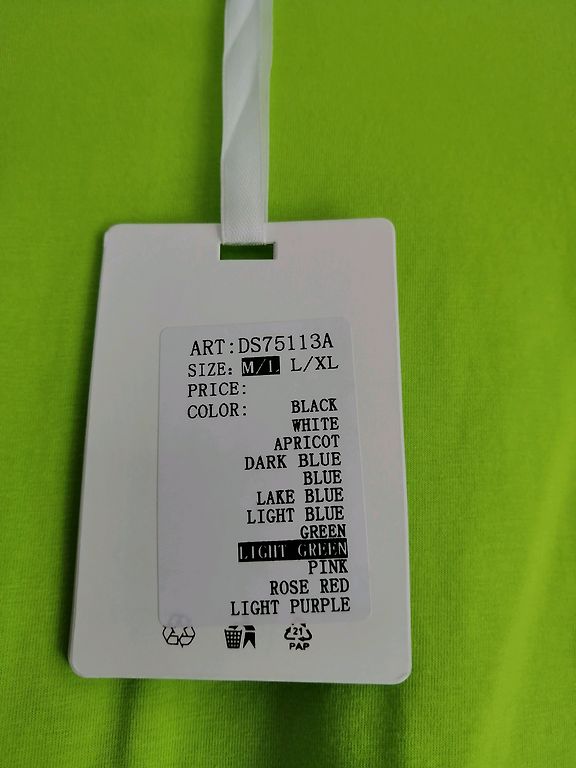 ART:DS75113A
SIZE: M/L L/XL
PRICE:
COLOR: BLACK
WHITE
APRICOT
DARK BLUE
BLUE
LAKE BLUE
LIGHT BLUE
GREEN
LIGHT GREEN
PINK
ROSE RED
LIGHT PURPLE
21
PAP